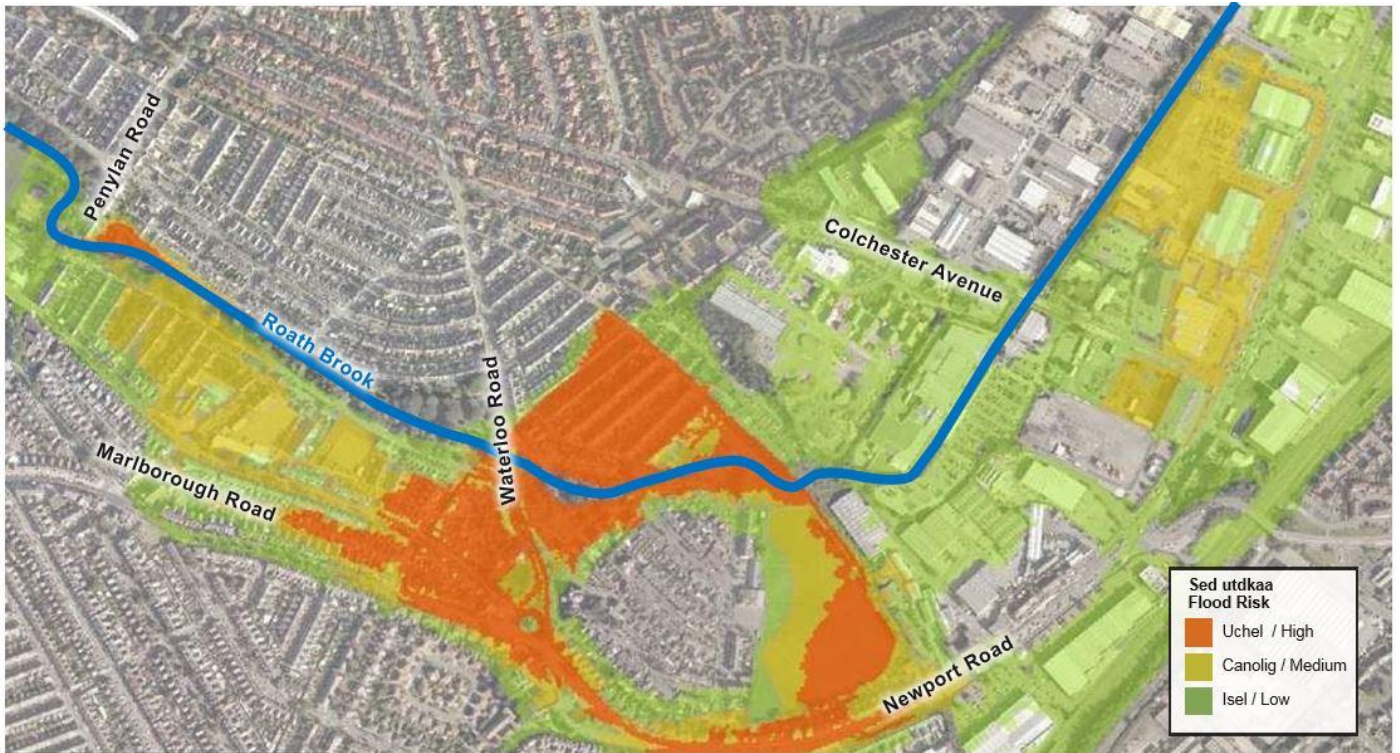 Penylan Road
Colchester Avenue
Roath Brook
Waterloo Road
Marlborough Road
Newport Road
Sed utdkaa
Flood Risk
Uchel / High
Canolig / Medium
Isel / Low